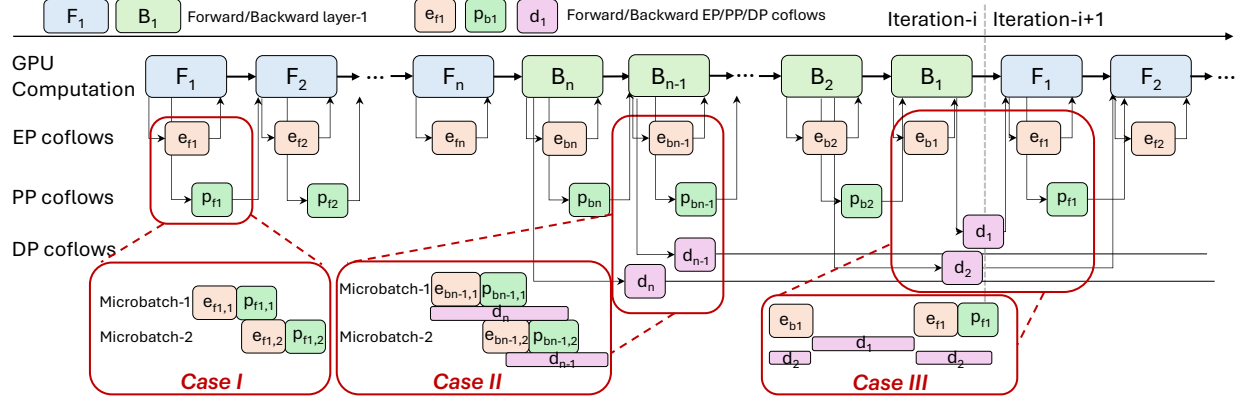 F1 B1 Forward/Backward layer-1 ef1 pb1 d1 Forward/Backward EP/PP/DP coflows Iteration-i Iteration-i+1
GPU
Computation
F1 F2 ... Fn Bn Bn-1 ... B2 B1 F1 F2 ...
EP coflows ef1 ef2 efn ebn ebn-1 eb2 eb1 ef1 ef2
PP coflows pf1 pf2 pbn pbn-1 pb2 pf1
DP coflows dn dn-1 d2 d1
Microbatch-1 ef1,1 pf1,1
Microbatch-2 ef1,2 pf1,2
Case I
Microbatch-1 ebn-1,1 pbn-1,1
dn
Microbatch-2 ebn-1,2 pbn-1,2
dn-1
Case II
eb1 ef1 pf1
d1
d2 d2
Case III